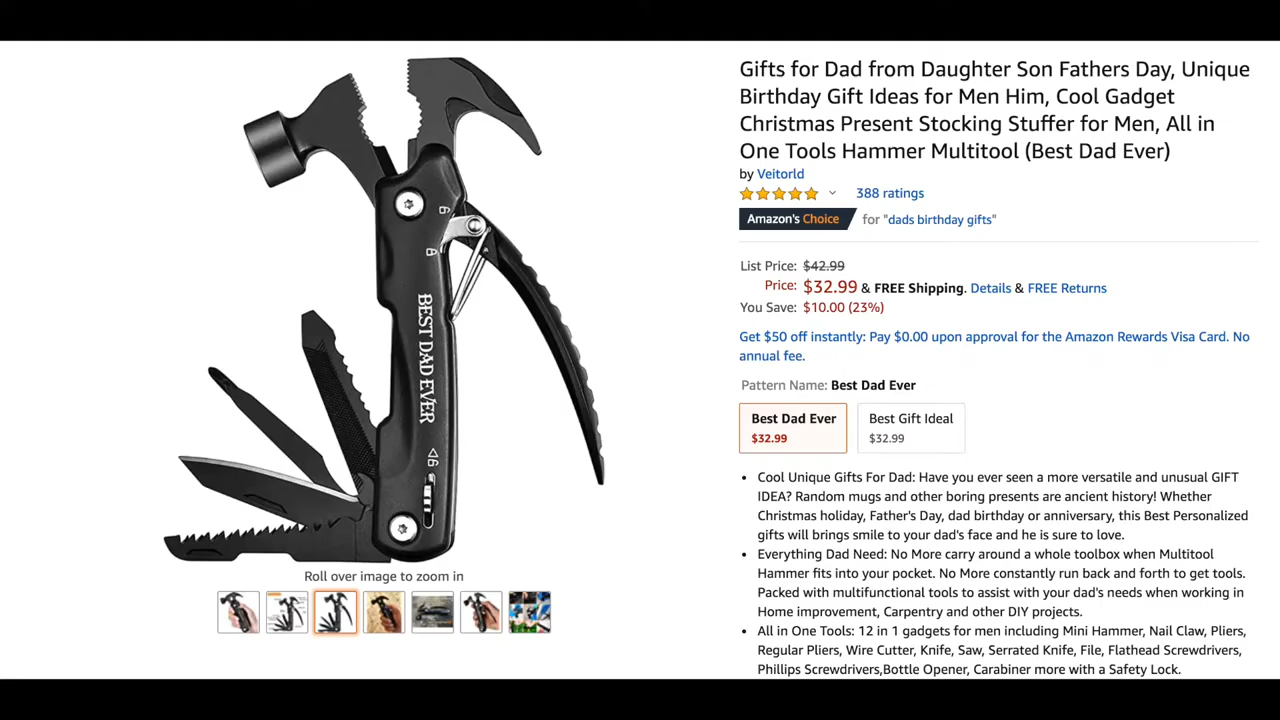 Gifts for Dad from Daughter Son Fathers Day, Unique
Birthday Gift Ideas for Men Him, Cool Gadget
Christmas Present Stocking Stuffer for Men, All in
One Tools Hammer Multitool (Best Dad Ever)
by Veitorld
388 ratings
Amazon's Choice for "dads birthday gifts"
List Price: $42.99
Price: $32.99 & FREE Shipping. Details & FREE Returns
You Save: $10.00 (23%)
Get $50 off instantly: Pay $0.00 upon approval for the Amazon Rewards Visa Card. No
annual fee.
Pattern Name: Best Dad Ever
Best Dad Ever
$32.99
Best Gift Ideal
$32.99
• Cool Unique Gifts For Dad: Have you ever seen a more versatile and unusual GIFT
IDEA? Random mugs and other boring presents are ancient history! Whether
Christmas holiday, Father's Day, dad birthday or anniversary, this Best Personalized
gifts will brings smile to your dad's face and he is sure to love.
• Everything Dad Need: No More carry around a whole toolbox when Multitool
Hammer fits into your pocket. No More constantly run back and forth to get tools.
Packed with multifunctional tools to assist with your dad's needs when working in
Home improvement, Carpentry and other DIY projects.
• All in One Tools: 12 in 1 gadgets for men including Mini Hammer, Nail Claw, Pliers,
Regular Pliers, Wire Cutter, Knife, Saw, Serrated Knife, File, Flathead Screwdrivers,
Phillips Screwdrivers,Bottle Opener, Carabiner more with a Safety Lock.
BEST DAD EVER
Roll over image to zoom in